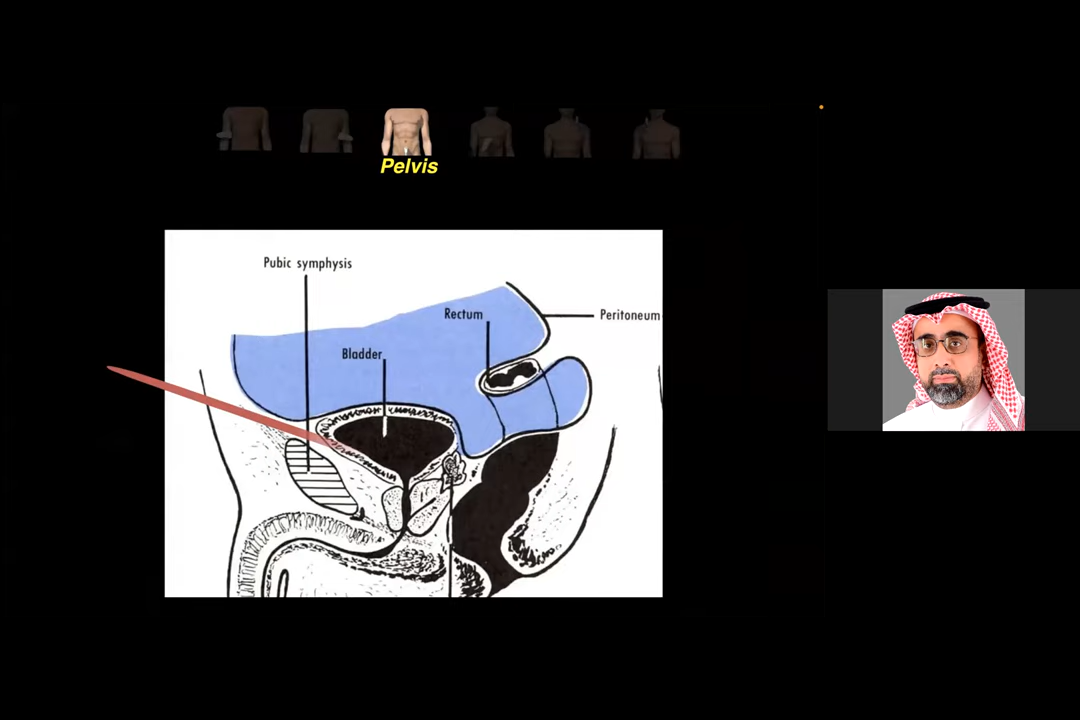 Pelvis
Pubic symphysis
Rectum
Peritoneum
Bladder